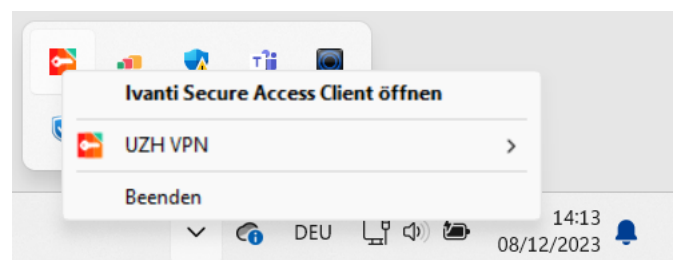 Ivanti Secure Access Client öffnen
UZH VPN
Beenden
DEU
14:13
08/12/2023